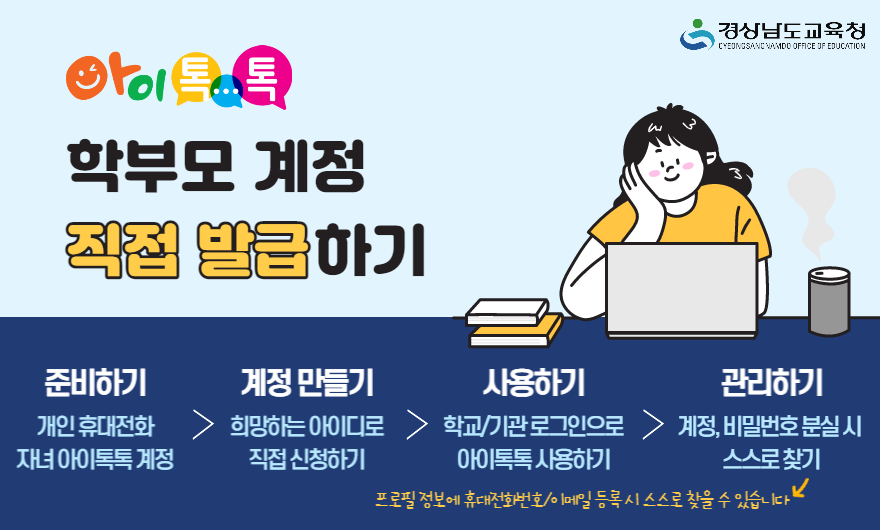 경상남도교육청
GYEONGSANGNAMDO OFFICE OF EDUCATION
아이톡톡
학부모 계정
직접 발급하기
준비하기
개인 휴대전화
자녀 아이톡톡 계정
>
계정 만들기
희망하는 아이디로
직접 신청하기
>
사용하기
학교/기관 로그인으로
아이톡톡 사용하기
>
관리하기
계정, 비밀번호 분실 시
스스로 찾기
프로필 정보에 휴대전화번호/이메일 등록 시 스스로 찾을 수 있습니다